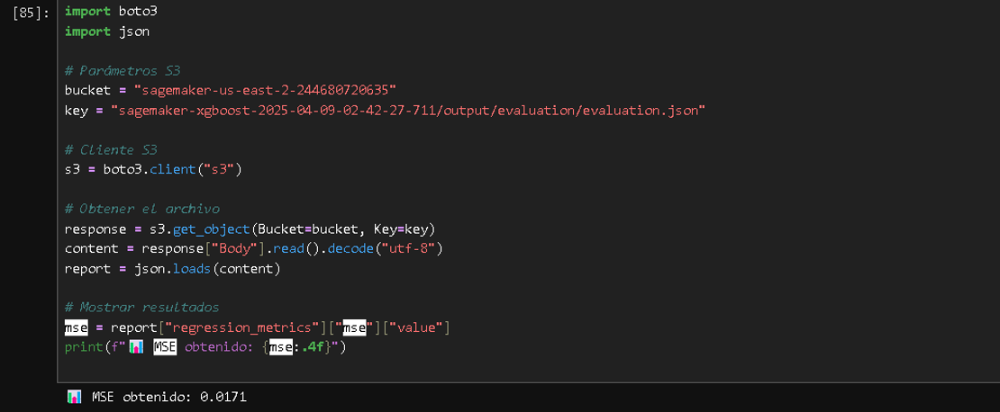 [85]:
import boto3
import json
# Parámetros S3
bucket = "sagemaker-us-east-2-244680720635"
key = "sagemaker-xgboost-2025-04-09-02-42-27-711/output/evaluation/evaluation.json"
# Cliente S3
s3 = boto3.client("s3")
# Obtener el archivo
response = s3.get_object(Bucket=bucket, Key=key)
content = response["Body"].read().decode("utf-8")
report = json.loads(content)
# Mostrar resultados
mse = report["regression_metrics"]["mse"]["value"]
print(f"📊 MSE obtenido: {mse:.4f}")
📊 MSE obtenido: 0.0171